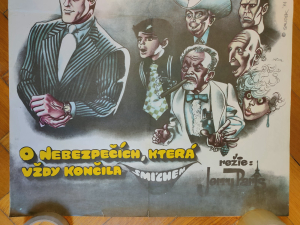 O NEBEZPEČÍCH, KTERÁ
VŽDY KONČILA
SMÍCHEM
režie: